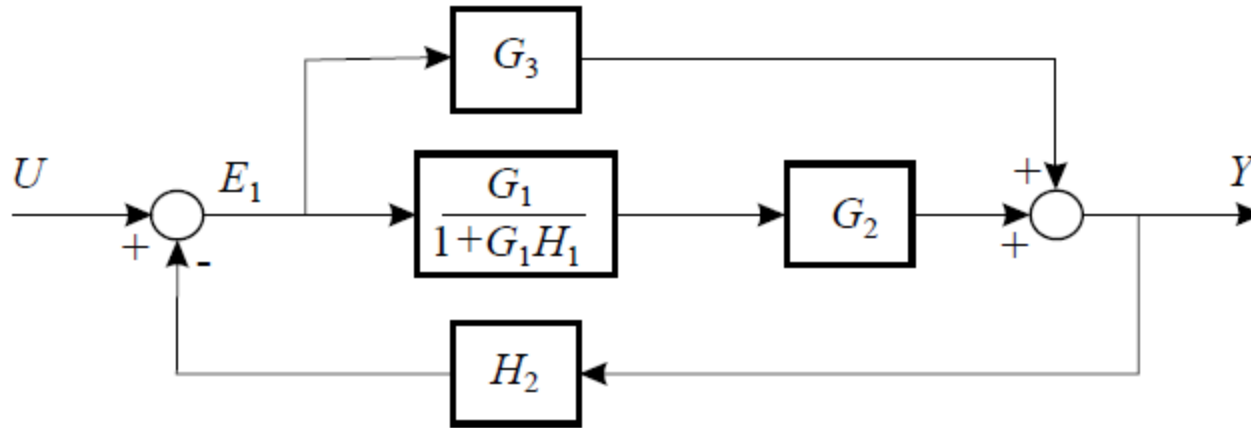 G₃
U
E₁
G₁
1+G₁H₁
G₂
Y
+
+
+
-
H₂